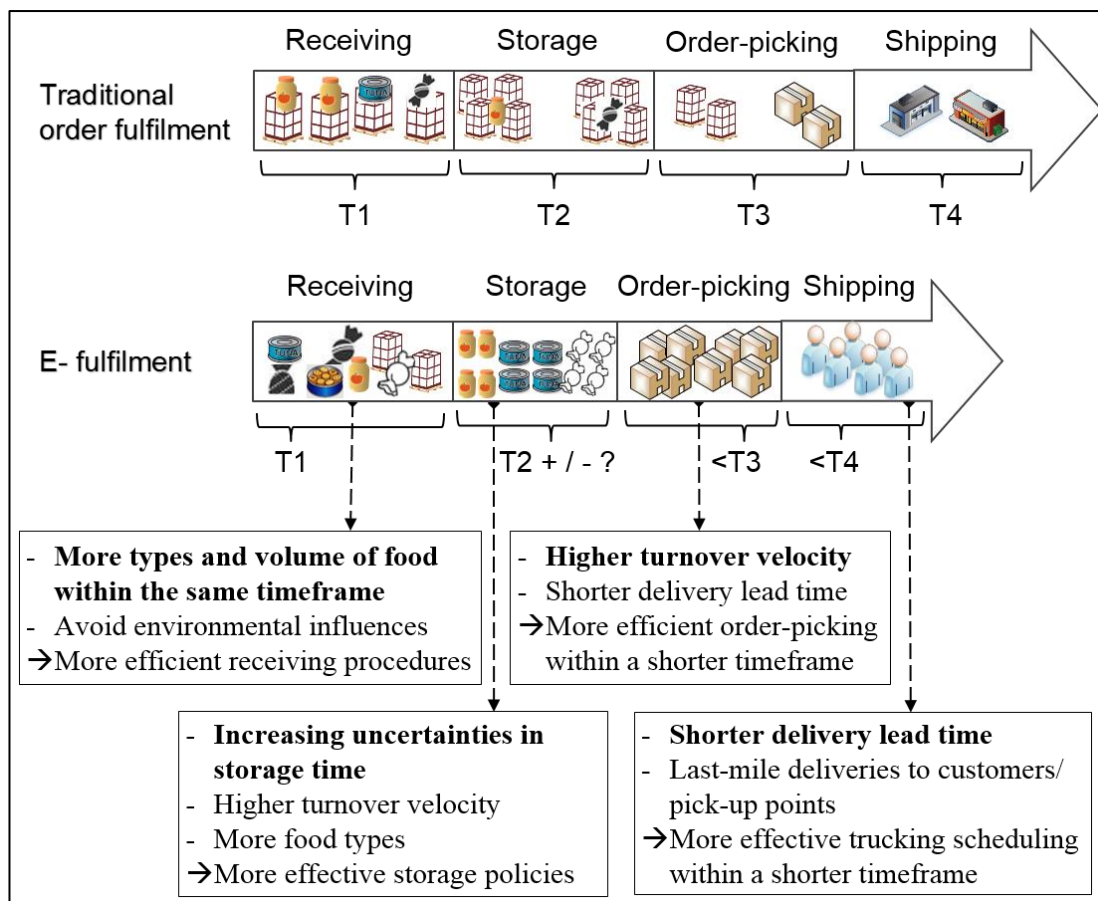 Receiving Storage Order-picking Shipping
Traditional
order fulfilment
T1 T2 T3 T4
Receiving Storage Order-picking Shipping
E- fulfilment
TUNA
T1 T2 + / - ? <T3 <T4
- More types and volume of food
within the same timeframe
- Avoid environmental influences
→More efficient receiving procedures
- Higher turnover velocity
- Shorter delivery lead time
→More efficient order-picking
within a shorter timeframe
- Increasing uncertainties in
storage time
- Higher turnover velocity
- More food types
→More effective storage policies
- Shorter delivery lead time
- Last-mile deliveries to customers/
pick-up points
→More effective trucking scheduling
within a shorter timeframe